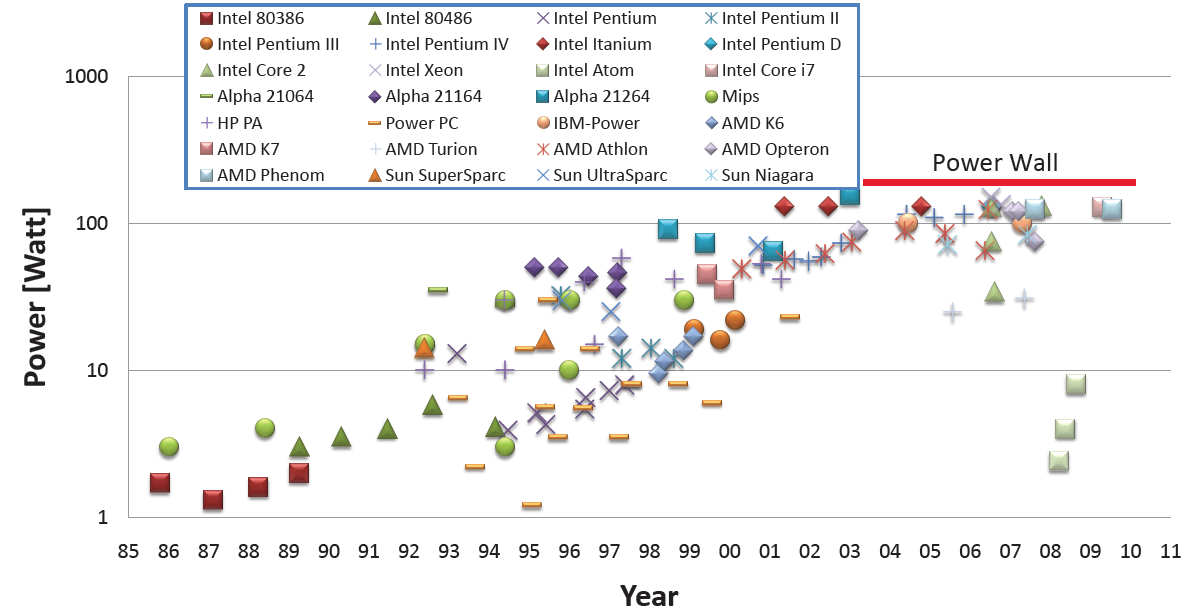 Intel 80386 Intel 80486 Intel Pentium Intel Pentium II
Intel Pentium III Intel Pentium IV Intel Itanium Intel Pentium D
Intel Core 2 Intel Xeon Intel Atom Intel Core i7
Alpha 21064 Alpha 21164 Alpha 21264 Mips
HP PA Power PC IBM-Power AMD K6
AMD K7 AMD Turion AMD Athlon AMD Opteron
AMD Phenom Sun SuperSparc Sun UltraSparc Sun Niagara
Power Wall
Power [Watt]
1000
100
10
1
85 86 87 88 89 90 91 92 93 94 95 96 97 98 99 00 01 02 03 04 05 06 07 08 09 10 11
Year